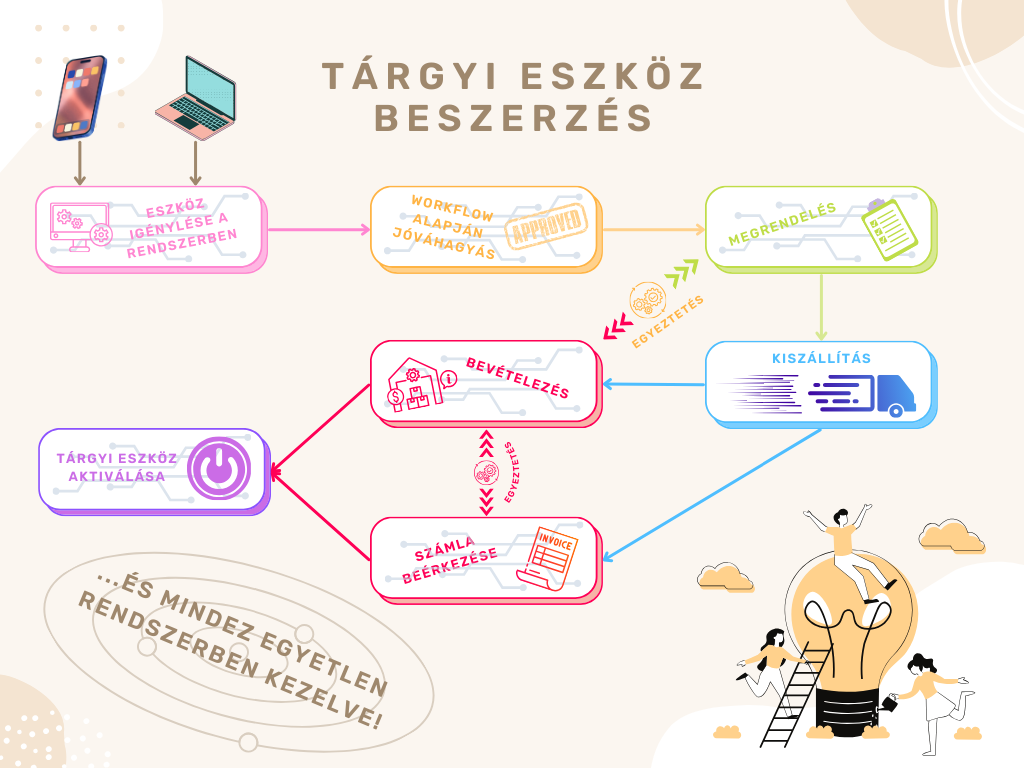 TÁRGYI ESZKÖZ
BESZERZÉS
ESZKÖZ
IGÉNYLÉSE A
RENDSZERBEN
WORKFLOW
ALAPJÁN
JÓVÁHAGYÁS
APPROVED
MEGRENDELÉS
EGYEZTETÉS
KISZÁLLÍTÁS
BEVÉTELEZÉS
EGYEZTETÉS
TÁRGYI ESZKÖZ
AKTIVÁLÁSA
SZÁMLA
BEÉRKEZÉSE
INVOICE
...ÉS MINDEZ EGYETLEN
RENDSZERBEN KEZELVE!